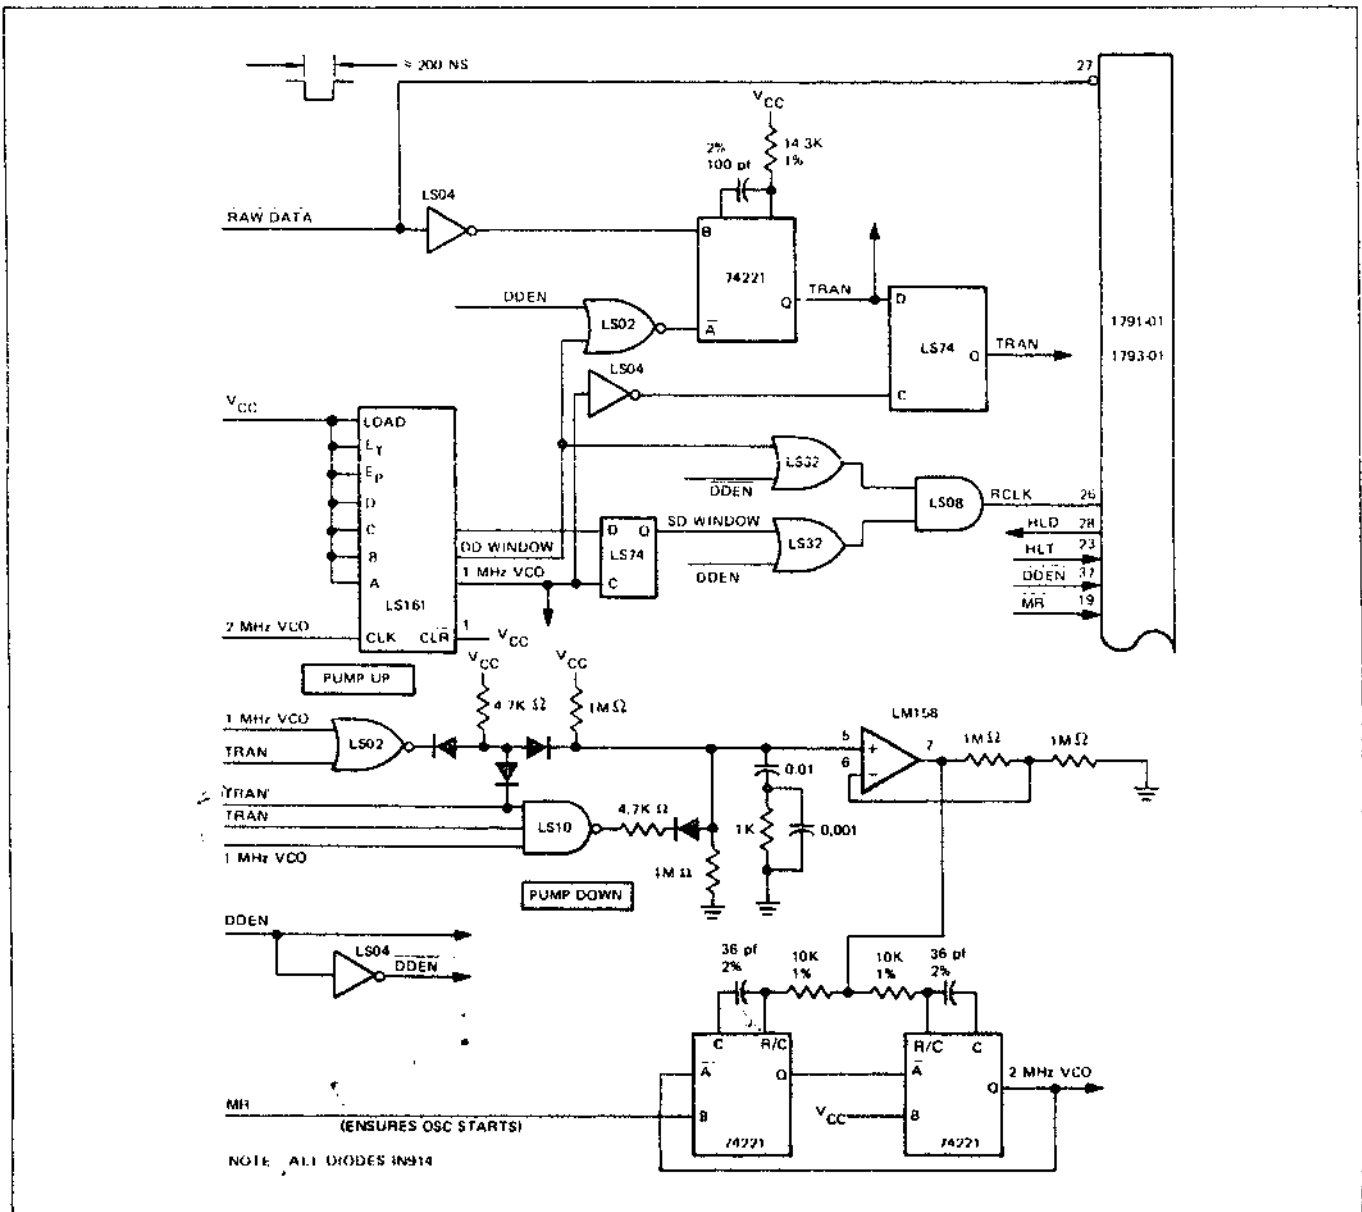 ≈ 200 NS
27
VCC
2%
100 pf
14.3K
1%
LS04
RAW DATA
B
74221
DDEN
LS02
A
Q
TRAN
D
LS74
Q
TRAN
1791-01
1793-01
LS04
C
VCC
LOAD
ET
EP
D
C
B
A
LS161
CLK
CLR
1
VCC
2 MHz VCO
DD WINDOW
1 MHz VCO
D
Q
LS74
C
SD WINDOW
LS32
DDEN
LS32
DDEN
LS08
RCLK
26
HLD
28
HLT
23
DDEN
37
MR
19
PUMP UP
VCC
VCC
4.7K Ω
1M Ω
1 MHz VCO
TRAN
LS02
TRAN
TRAN
1 MHz VCO
LS10
4.7K Ω
1M Ω
PUMP DOWN
0.01
1K
0.001
LM158
5
+
6
−
7
1M Ω
1M Ω
DDEN
LS04
DDEN
36 pf
2%
10K
1%
10K
1%
36 pf
2%
C
R/C
A
Q
B
74221
R/C
C
A
Q
B
74221
2 MHz VCO
VCC
MR
(ENSURES OSC STARTS)
NOTE ALL DIODES IN914